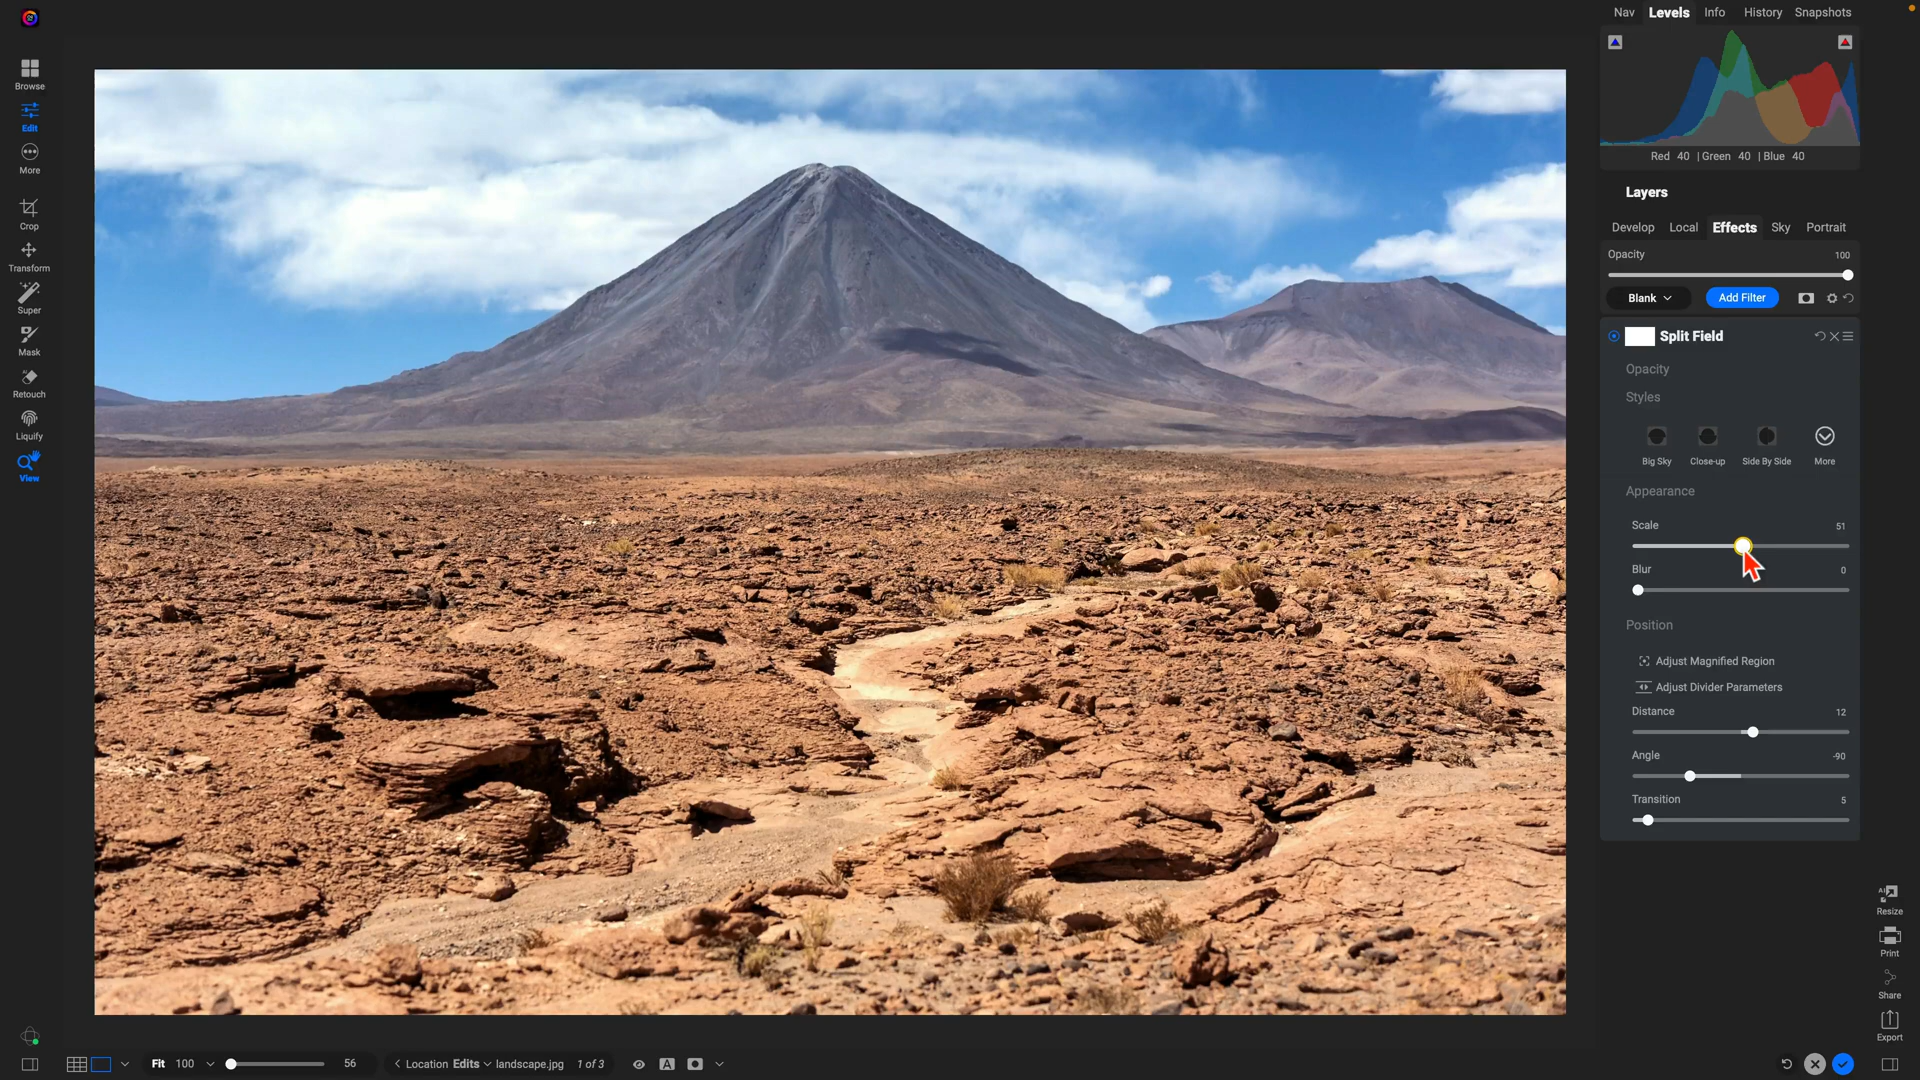 Nav Levels Info History Snapshots
Browse
Edit
More
Crop
Transform
Super
Mask
AI
Retouch
Liquify
View
Red 40 | Green 40 | Blue 40
Layers
Develop Local Effects Sky Portrait
Opacity 100
Blank Add Filter
Split Field
Opacity
Styles
Big Sky Close-up Side By Side More
Appearance
Scale 51
Blur 0
Position
Adjust Magnified Region
Adjust Divider Parameters
Distance 12
Angle -90
Transition 5
AI
Resize
Print
Share
Export
Fit 100 56 Location Edits landscape.jpg 1 of 3 A